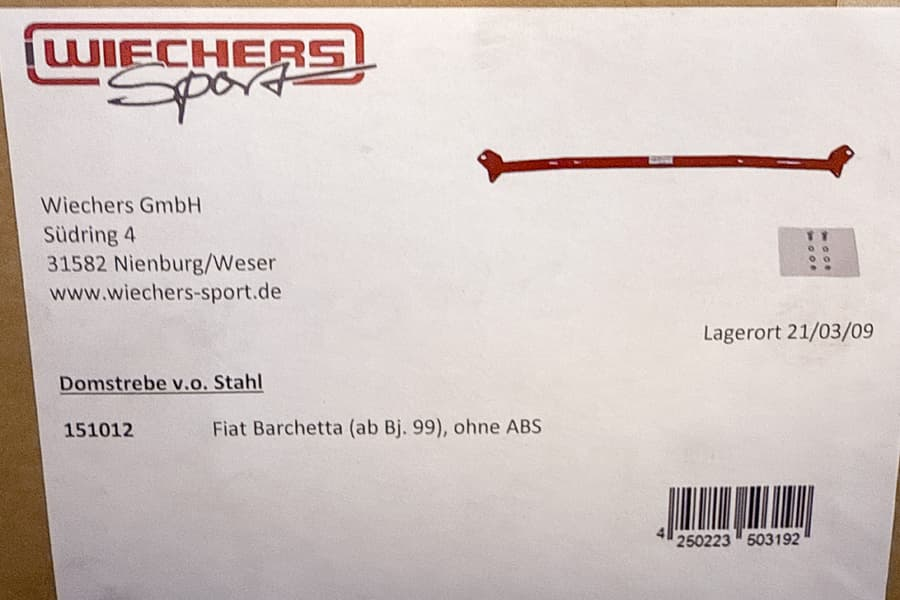 WIECHERS
Sport
Wiechers GmbH
Südring 4
31582 Nienburg/Weser
www.wiechers-sport.de
Lagerort 21/03/09
Domstrebe v.o. Stahl
151012 Fiat Barchetta (ab Bj. 99), ohne ABS
4 250223 503192